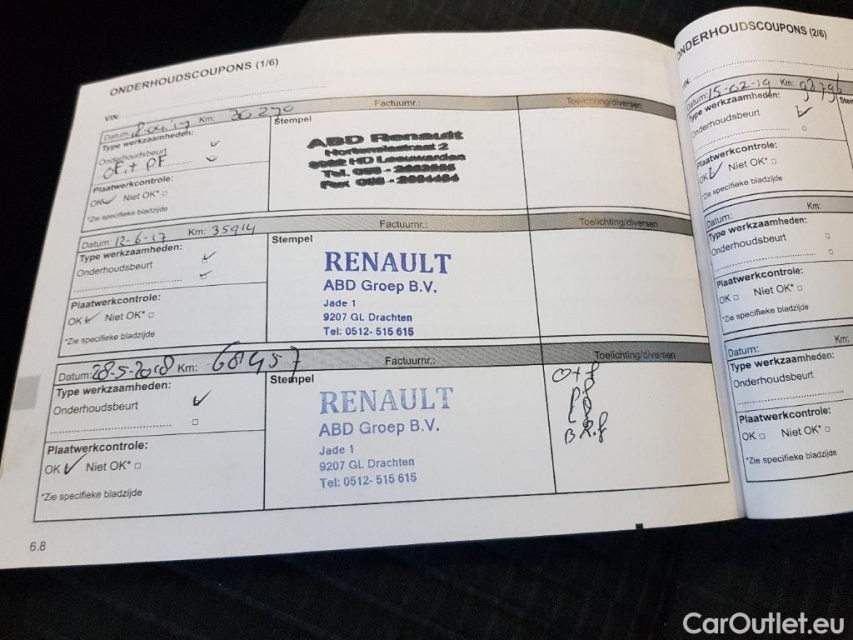 ONDERHOUDSCOUPONS (1/6)
VIN:
Datum: Km: 20270 Factuurnr.: Toelichting/diversen
Type werkzaamheden:
Onderhoudsbeurt
OF + PF
Plaatwerkcontrole:
OK Niet OK*
*Zie specifieke bladzijde
Stempel
ABD Renault
Tel.
Fax
Datum: 12-6-17 Km: 35914 Factuurnr.: Toelichting/diversen
Type werkzaamheden:
Onderhoudsbeurt
Plaatwerkcontrole:
OK Niet OK*
*Zie specifieke bladzijde
Stempel
RENAULT
ABD Groep B.V.
Jade 1
9207 GL Drachten
Tel: 0512- 515 615
Datum: 28-5-2018 Km: 68457 Factuurnr.: Toelichting/diversen
Type werkzaamheden:
Onderhoudsbeurt
Plaatwerkcontrole:
OK Niet OK*
*Zie specifieke bladzijde
Stempel
RENAULT
ABD Groep B.V.
Jade 1
9207 GL Drachten
Tel: 0512- 515 615
6.8
ONDERHOUDSCOUPONS (2/6)
VIN:
Datum: 15-02-19 Km:
Type werkzaamheden:
Onderhoudsbeurt
Plaatwerkcontrole:
OK Niet OK*
*Zie specifieke bladzijde
Datum: Km:
Type werkzaamheden:
Onderhoudsbeurt
Plaatwerkcontrole:
OK Niet OK*
*Zie specifieke bladzijde
Datum: Km:
Type werkzaamheden:
Onderhoudsbeurt
Plaatwerkcontrole:
OK Niet OK*
*Zie specifieke bladzijde
CarOutlet.eu